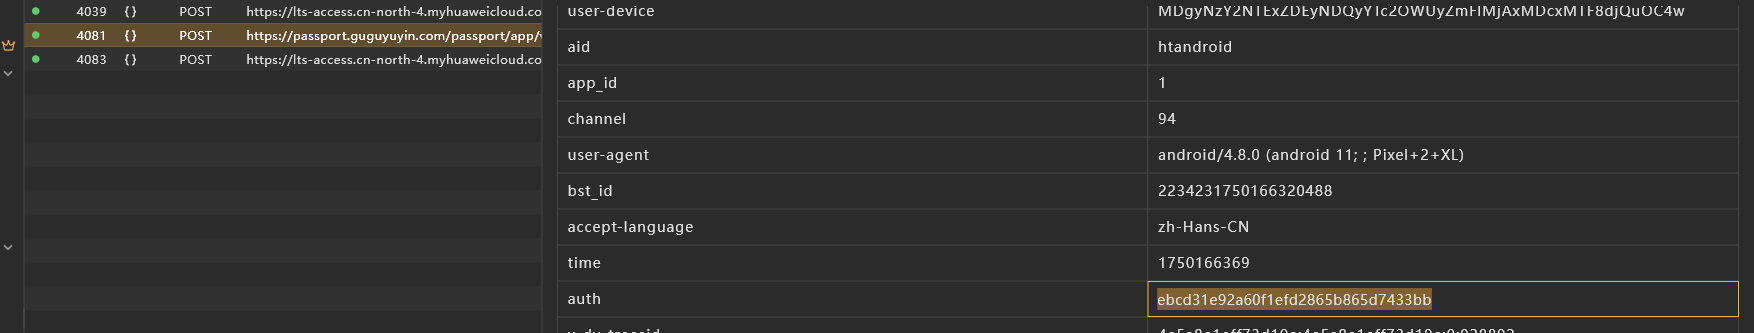 user-device
4039 {} POST https://lts-access.cn-north-4.myhuaweicloud.co
4081 {} POST https://passport.guguyuyin.com/passport/app/
4083 {} POST https://lts-access.cn-north-4.myhuaweicloud.co
aid htandroid
app_id 1
channel 94
user-agent android/4.8.0 (android 11; ; Pixel+2+XL)
bst_id 2234231750166320488
accept-language zh-Hans-CN
time 1750166369
auth ebcd31e92a60f1efd2865b865d7433bb